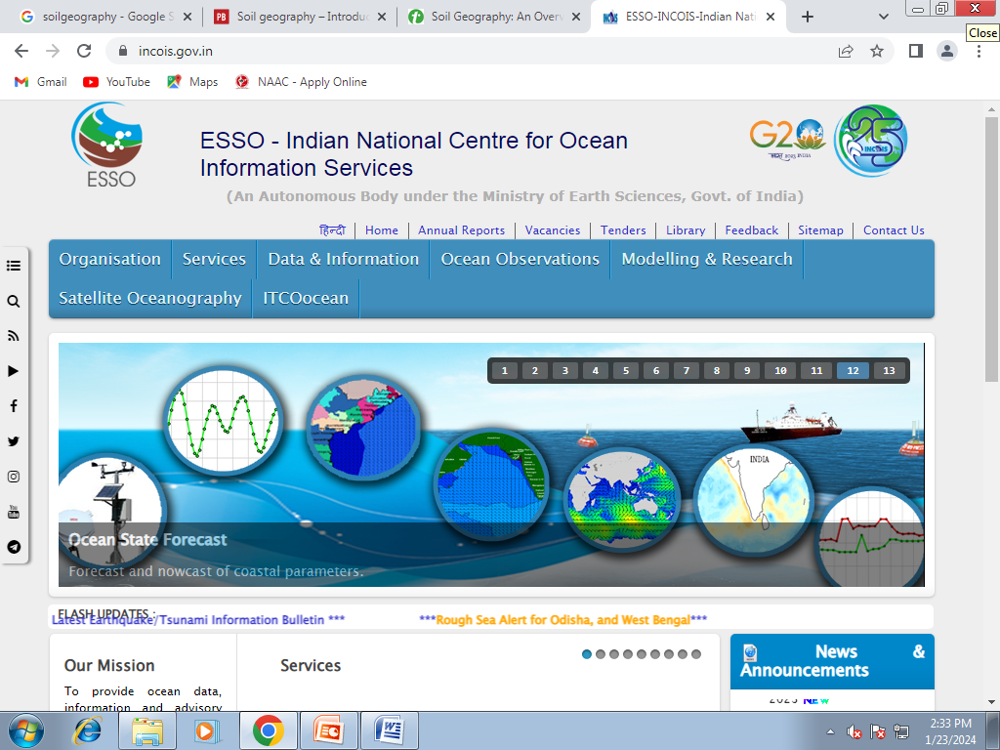 soilgeography - Google S
Soil geography – Introduc
Soil Geography: An Overv
ESSO-INCOIS-Indian Nati
Close
incois.gov.in
Gmail
YouTube
Maps
NAAC - Apply Online
ESSO
ESSO - Indian National Centre for Ocean
Information Services
(An Autonomous Body under the Ministry of Earth Sciences, Govt. of India)
G20
25
INCOIS
हिन्दी
Home
Annual Reports
Vacancies
Tenders
Library
Feedback
Sitemap
Contact Us
Organisation
Services
Data & Information
Ocean Observations
Modelling & Research
Satellite Oceanography
ITCOocean
1 2 3 4 5 6 7 8 9 10 11 12 13
INDIA
Ocean State Forecast
Forecast and nowcast of coastal parameters.
FLASH UPDATES :
Latest Earthquake/Tsunami Information Bulletin ***
***Rough Sea Alert for Odisha, and West Bengal***
Our Mission
To provide ocean data,
information and advisory
Services
News &
Announcements
2023 NEW
2:33 PM
1/23/2024